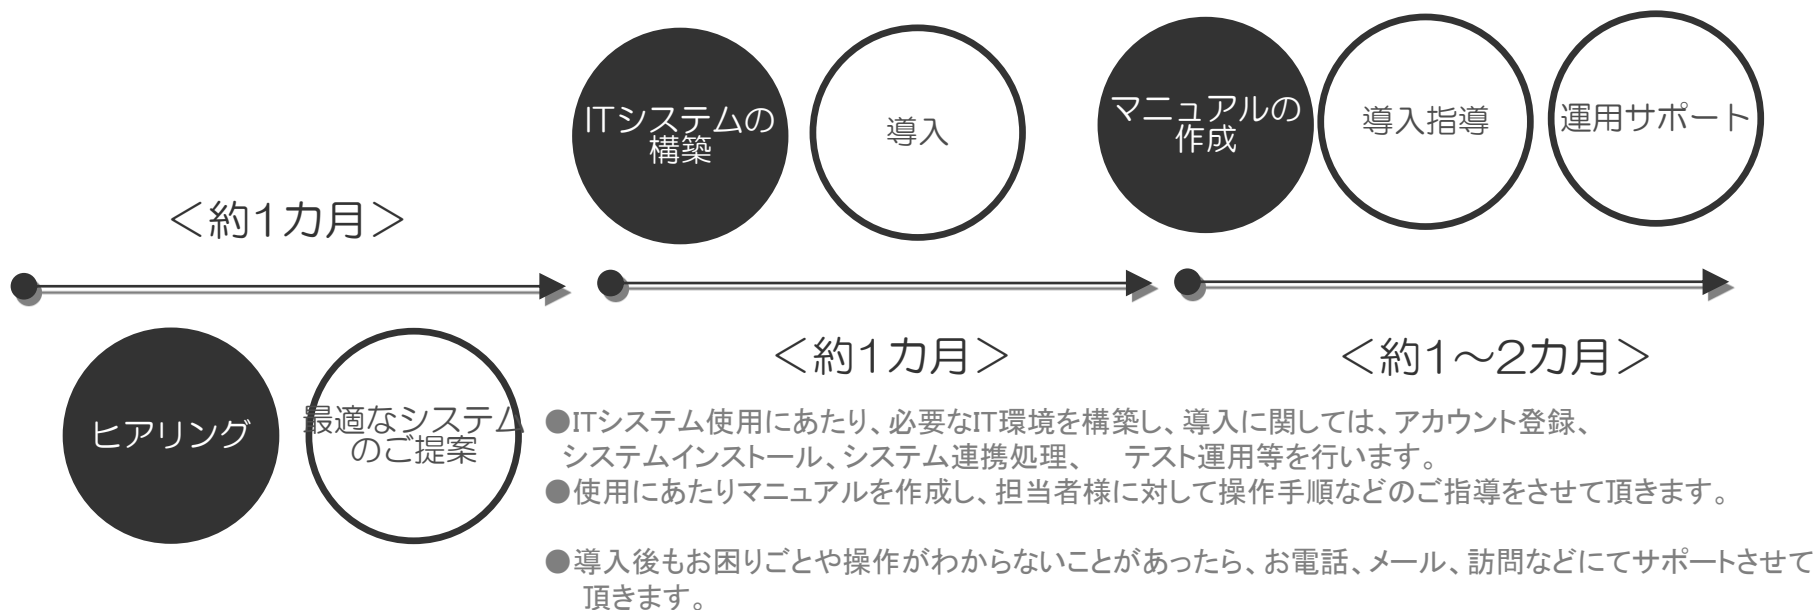 ＜約1カ月＞
ヒアリング
最適なシステム
のご提案
ITシステムの
構築
導入
＜約1カ月＞
マニュアルの
作成
導入指導
運用サポート
＜約1～2カ月＞
●ITシステム使用にあたり、必要なIT環境を構築し、導入に関しては、アカウント登録、
システムインストール、システム連携処理、　テスト運用等を行います。
●使用にあたりマニュアルを作成し、担当者様に対して操作手順などのご指導をさせて頂きます。
●導入後もお困りごとや操作がわからないことがあったら、お電話、メール、訪問などにてサポートさせて
頂きます。